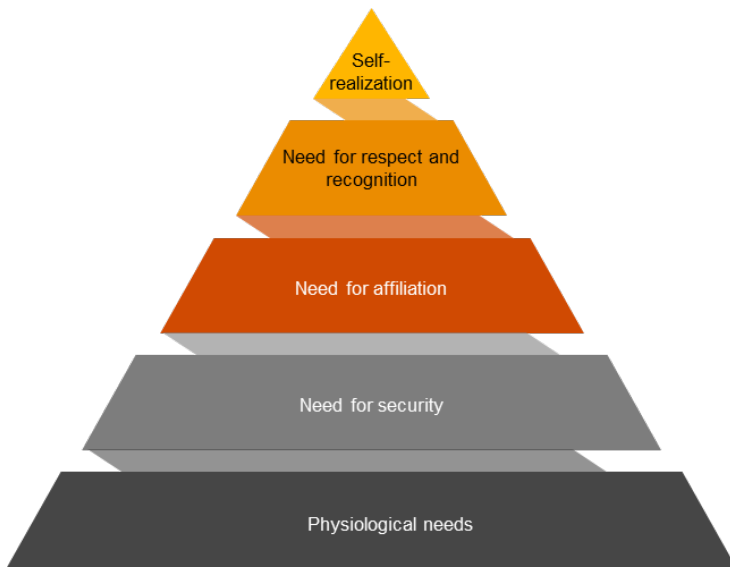 Self-
realization
Need for respect and
recognition
Need for affiliation
Need for security
Physiological needs